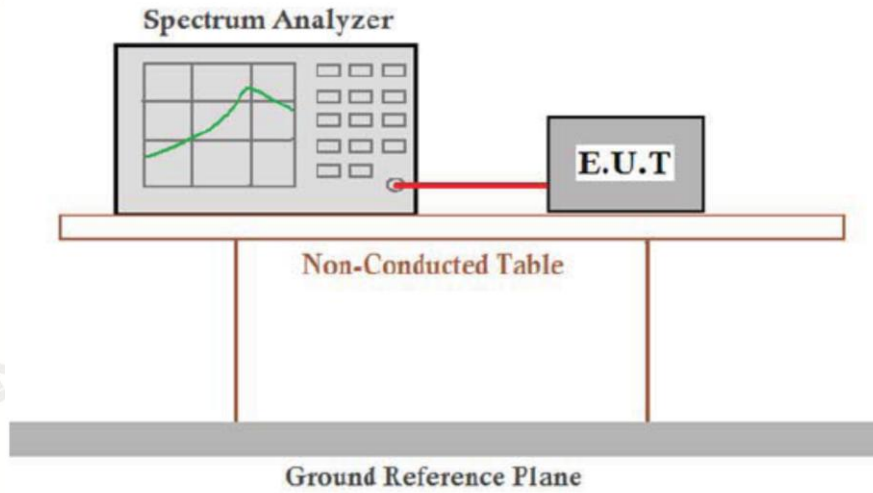 Spectrum Analyzer
E.U.T
Non-Conducted Table
Ground Reference Plane